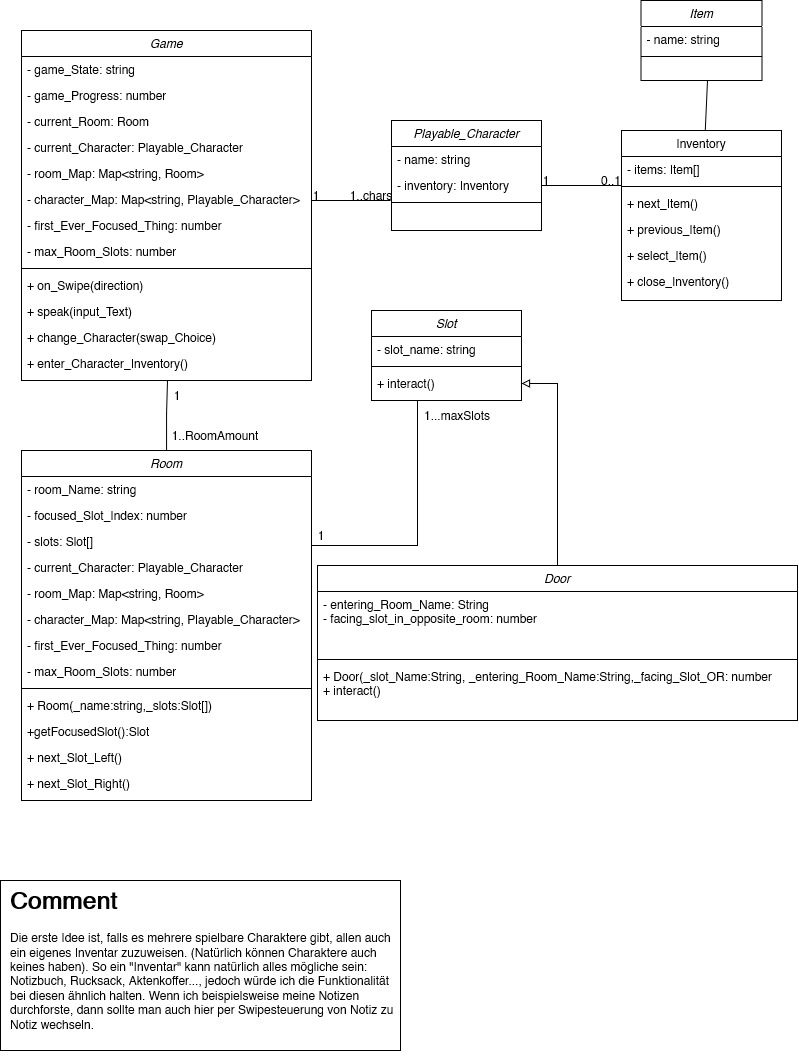 Item
- name: string
Game
- game_State: string
- game_Progress: number
- current_Room: Room
- current_Character: Playable_Character
- room_Map: Map<string, Room>
- character_Map: Map<string, Playable_Character>
- first_Ever_Focused_Thing: number
- max_Room_Slots: number
+ on_Swipe(direction)
+ speak(input_Text)
+ change_Character(swap_Choice)
+ enter_Character_Inventory()
1
1..chars
Playable_Character
- name: string
- inventory: Inventory
1
0..1
Inventory
- items: Item[]
+ next_Item()
+ previous_Item()
+ select_Item()
+ close_Inventory()
Slot
- slot_name: string
+ interact()
1...maxSlots
1
1..RoomAmount
Room
- room_Name: string
- focused_Slot_Index: number
- slots: Slot[]
- current_Character: Playable_Character
- room_Map: Map<string, Room>
- character_Map: Map<string, Playable_Character>
- first_Ever_Focused_Thing: number
- max_Room_Slots: number
+ Room(_name:string,_slots:Slot[])
+getFocusedSlot():Slot
+ next_Slot_Left()
+ next_Slot_Right()
1
Door
- entering_Room_Name: String
- facing_slot_in_opposite_room: number
+ Door(_slot_Name:String, _entering_Room_Name:String,_facing_Slot_OR: number
+ interact()
Comment
Die erste Idee ist, falls es mehrere spielbar Charaktere gibt, allen auch
ein eigenes Inventar zuzuweisen. (Natürlich können Charaktere auch
keines haben). So ein "Inventar" kann natürlich alles mögliche sein:
Notizbuch, Rucksack, Aktenkoffer..., jedoch würde ich die Funktionalität
bei diesen ähnlich halten. Wenn ich beispielsweise meine Notizen
durchforste, dann sollte man auch hier per Swipesteuerung von Notiz zu
Notiz wechseln.